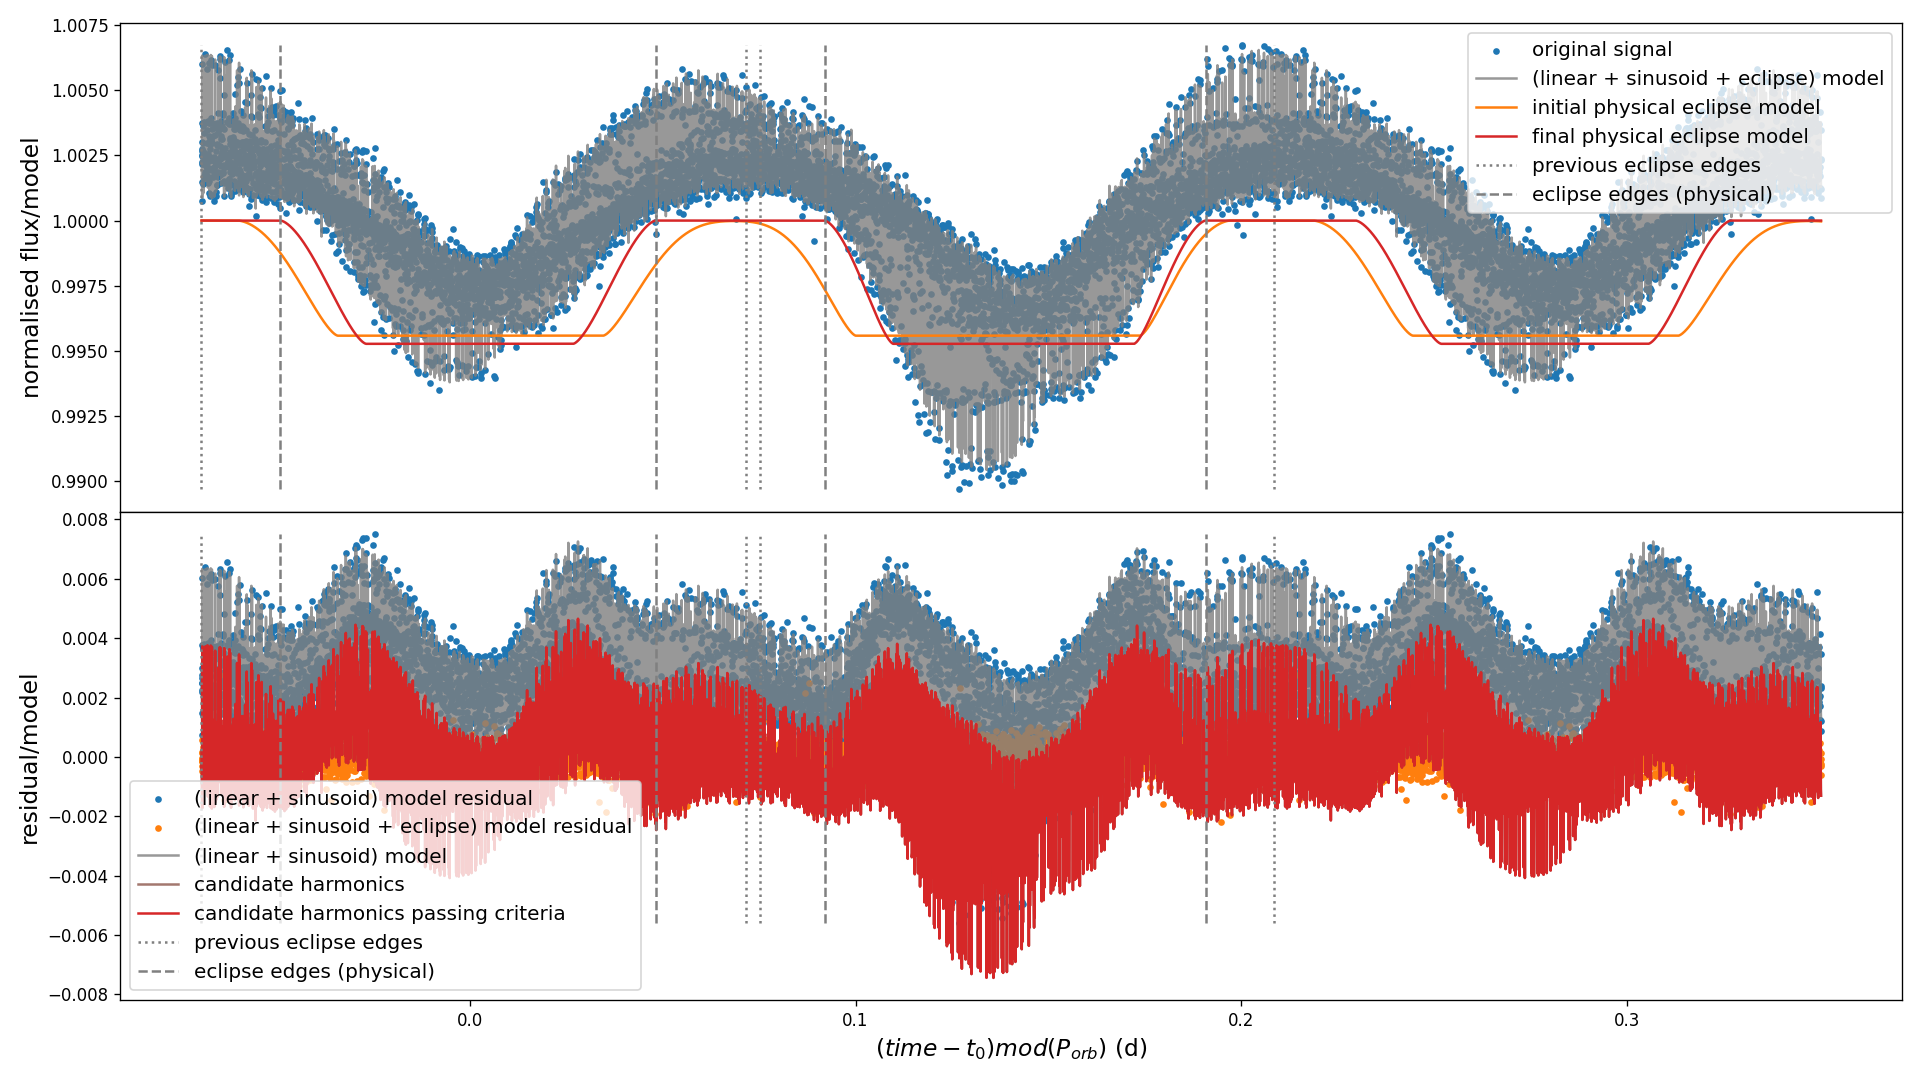 1.0075
1.0050
1.0025
1.0000
0.9975
0.9950
0.9925
0.9900
normalised flux/model
original signal
(linear + sinusoid + eclipse) model
initial physical eclipse model
final physical eclipse model
previous eclipse edges
eclipse edges (physical)
0.008
0.006
0.004
0.002
0.000
−0.002
−0.004
−0.006
−0.008
residual/model
(linear + sinusoid) model residual
(linear + sinusoid + eclipse) model residual
(linear + sinusoid) model
candidate harmonics
candidate harmonics passing criteria
previous eclipse edges
eclipse edges (physical)
0.0 0.1 0.2 0.3
(time − t₀)mod(P_orb) (d)